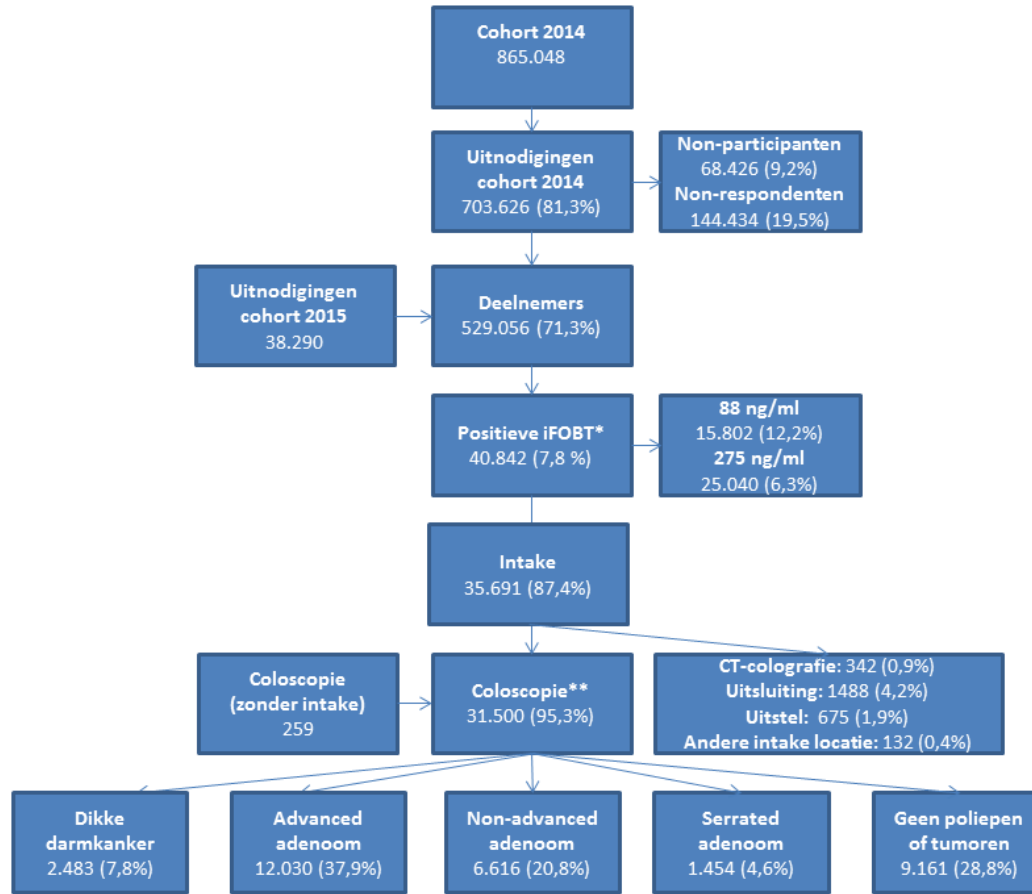 Cohort 2014
865.048
Uitnodigingen
cohort 2014
703.626 (81,3%)
Non-participanten
68.426 (9,2%)
Non-respondenten
144.434 (19,5%)
Uitnodigingen
cohort 2015
38.290
Deelnemers
529.056 (71,3%)
Positieve iFOBT*
40.842 (7,8 %)
88 ng/ml
15.802 (12,2%)
275 ng/ml
25.040 (6,3%)
Intake
35.691 (87,4%)
Coloscopie
(zonder intake)
259
Coloscopie**
31.500 (95,3%)
CT-colografie: 342 (0,9%)
Uitsluiting: 1488 (4,2%)
Uitstel: 675 (1,9%)
Andere intake locatie: 132 (0,4%)
Dikke
darmkanker
2.483 (7,8%)
Advanced
adenoom
12.030 (37,9%)
Non-advanced
adenoom
6.616 (20,8%)
Serrated
adenoom
1.454 (4,6%)
Geen poliepen
of tumoren
9.161 (28,8%)